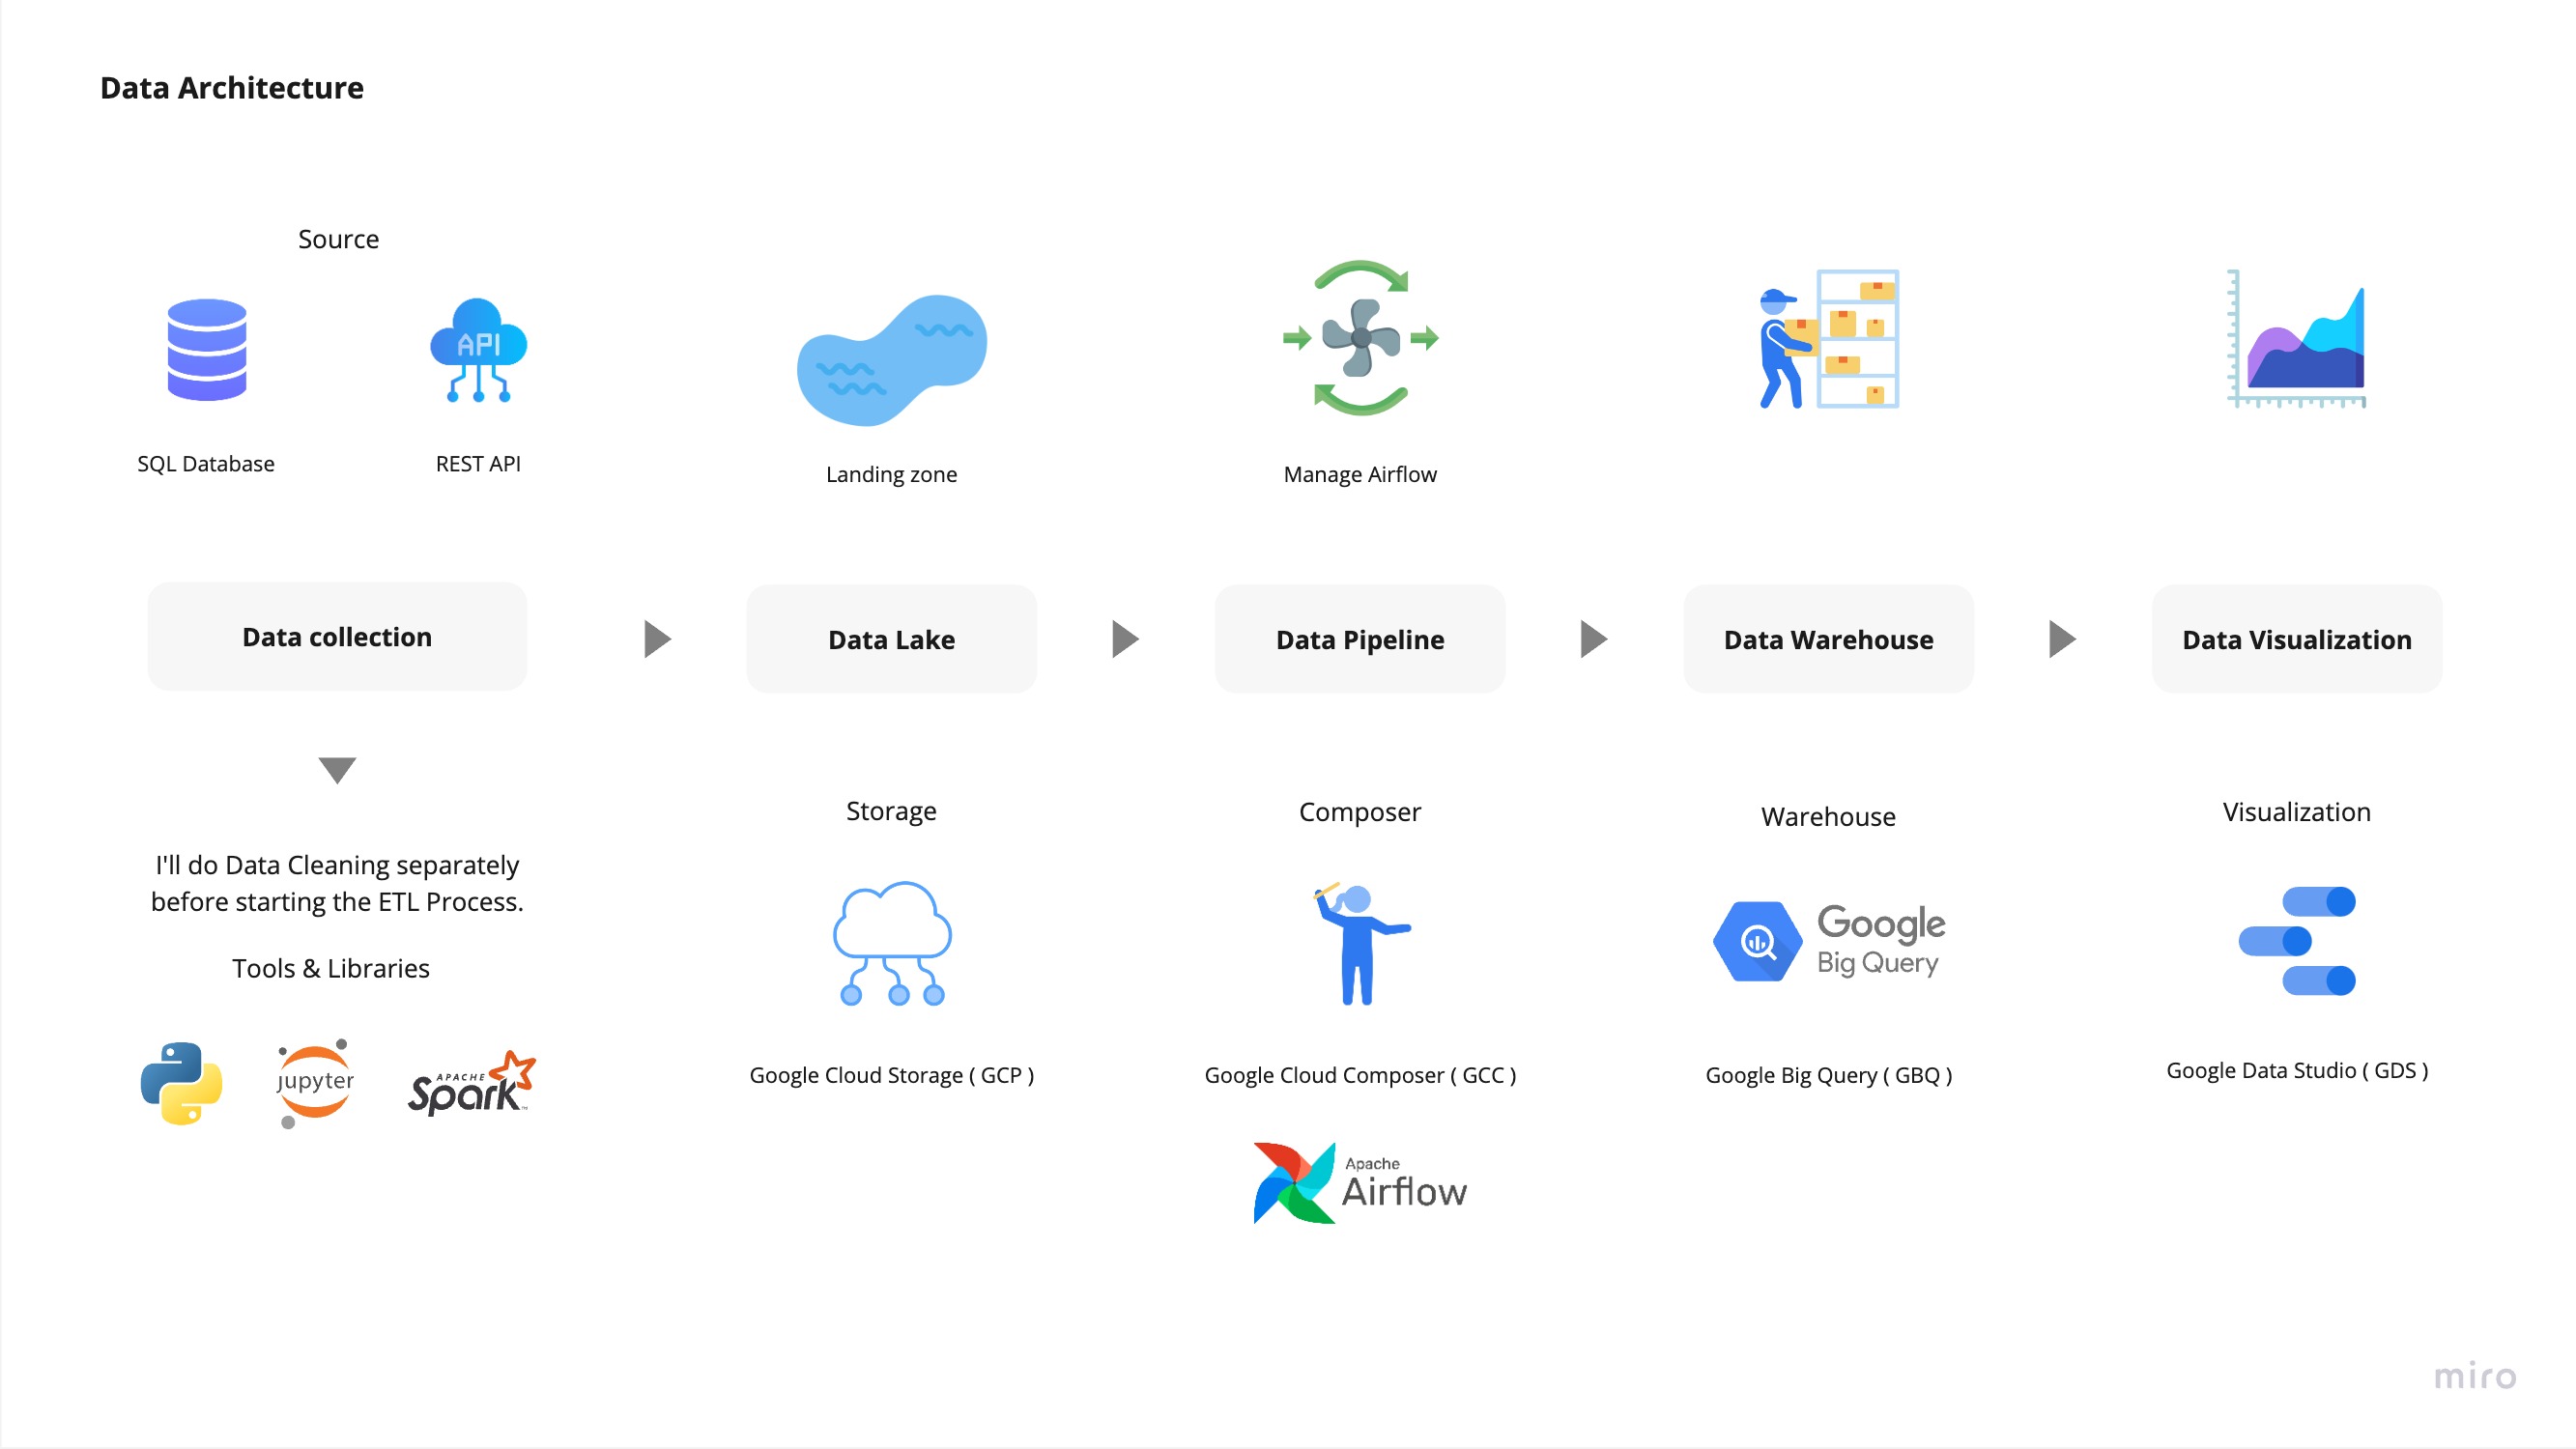 Data Architecture
Source
API
SQL Database
REST API
Landing zone
Manage Airflow
Data collection
Data Lake
Data Pipeline
Data Warehouse
Data Visualization
I'll do Data Cleaning separately
before starting the ETL Process.
Tools & Libraries
jupyter
APACHE
Spark™
Storage
Google Cloud Storage ( GCP )
Composer
Google Cloud Composer ( GCC )
Apache
Airflow
Warehouse
Google
Big Query
Google Big Query ( GBQ )
Visualization
Google Data Studio ( GDS )
miro